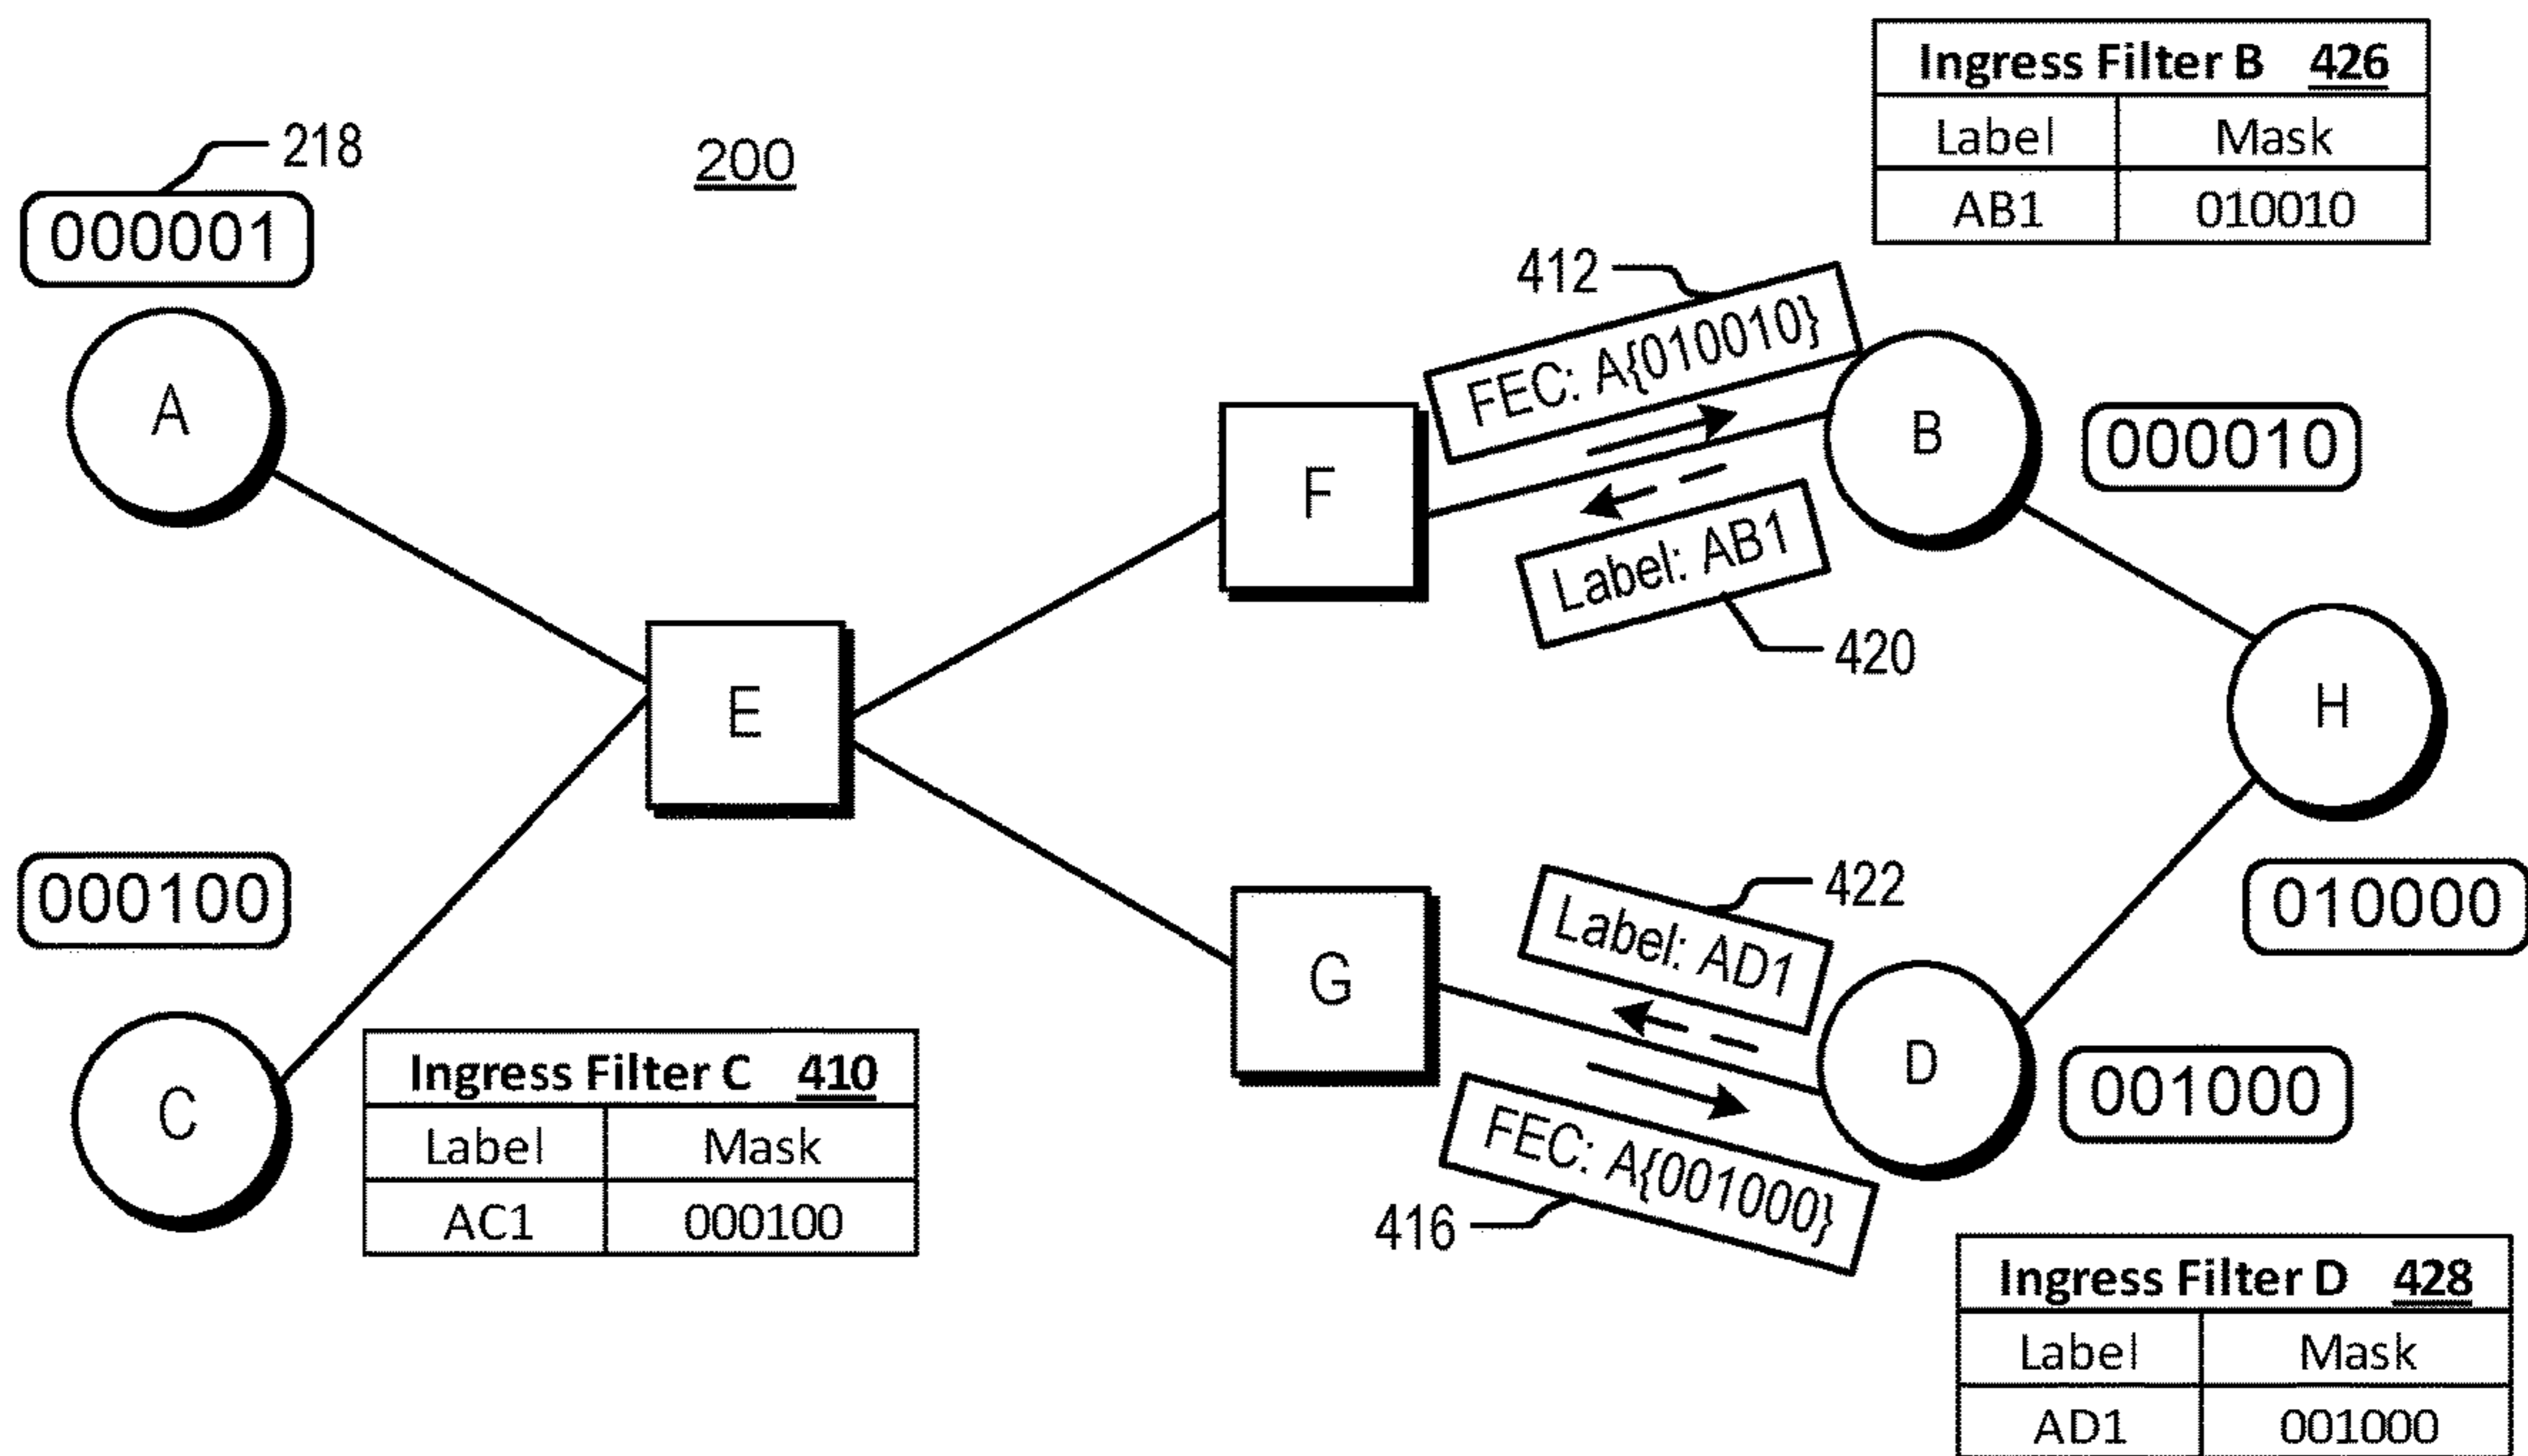 Ingress Filter B 426
Label Mask
AB1 010010
218
200
000001
412
FEC: A{010010}
A
B
000010
F
Label: AB1
420
E
H
000100
422
Label: AD1
010000
G
C
D
001000
Ingress Filter C 410
Label Mask
AC1 000100
FEC: A{001000}
416
Ingress Filter D 428
Label Mask
AD1 001000